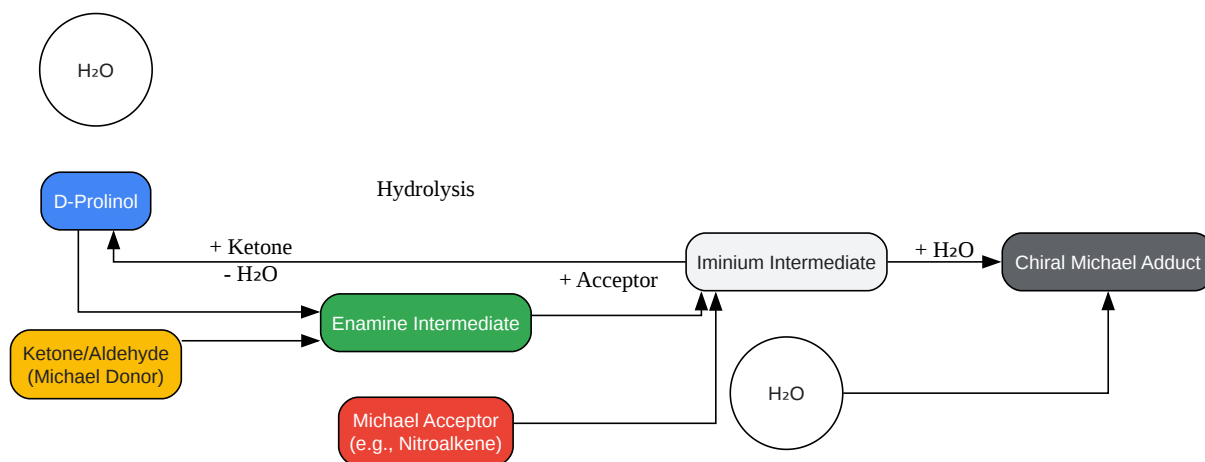 H₂O
D-Prolinol
Hydrolysis
+ Ketone
- H₂O
+ Acceptor
Iminium Intermediate
+ H₂O
Chiral Michael Adduct
Enamine Intermediate
Ketone/Aldehyde
(Michael Donor)
H₂O
Michael Acceptor
(e.g., Nitroalkene)